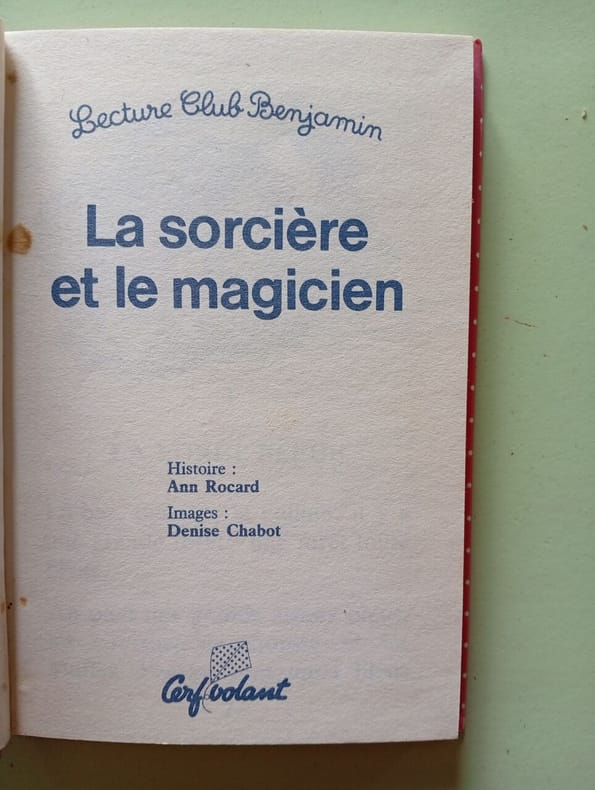 Lecture Club Benjamin
La sorcière
et le magicien
Histoire :
Ann Rocard
Images :
Denise Chabot
Cerf volant